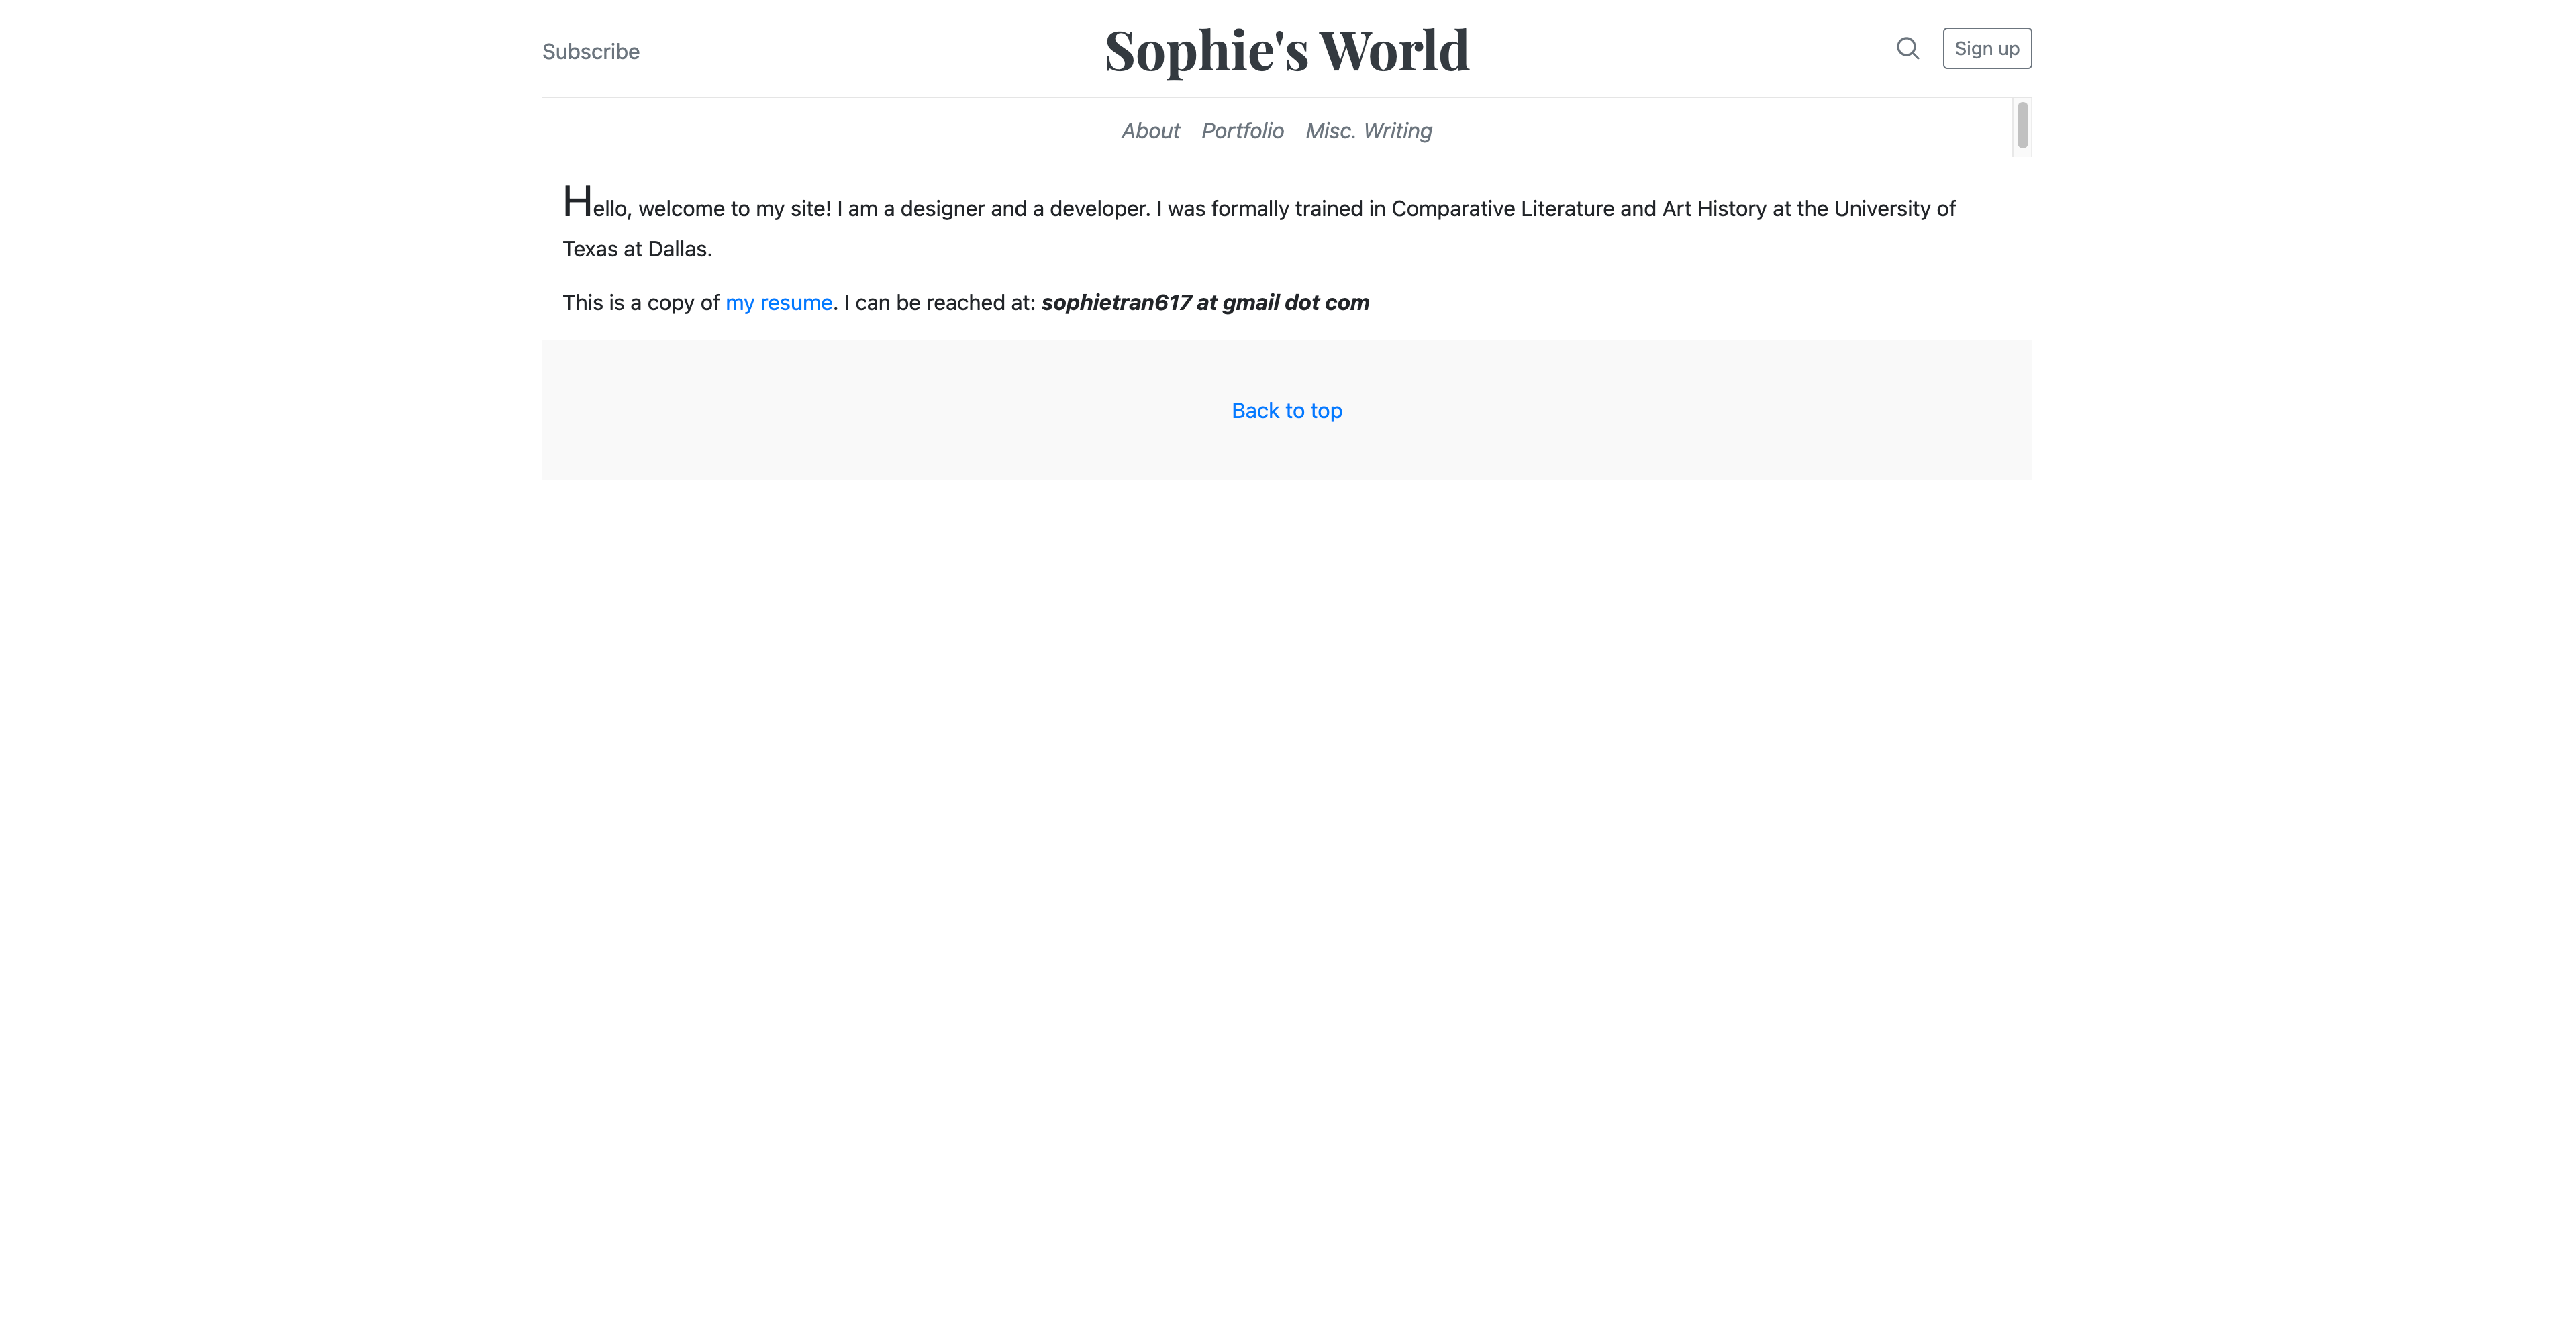 Subscribe
Sophie's World
Sign up
About Portfolio Misc. Writing
Hello, welcome to my site! I am a designer and a developer. I was formally trained in Comparative Literature and Art History at the University of
Texas at Dallas.
This is a copy of my resume. I can be reached at: sophietran617 at gmail dot com
Back to top